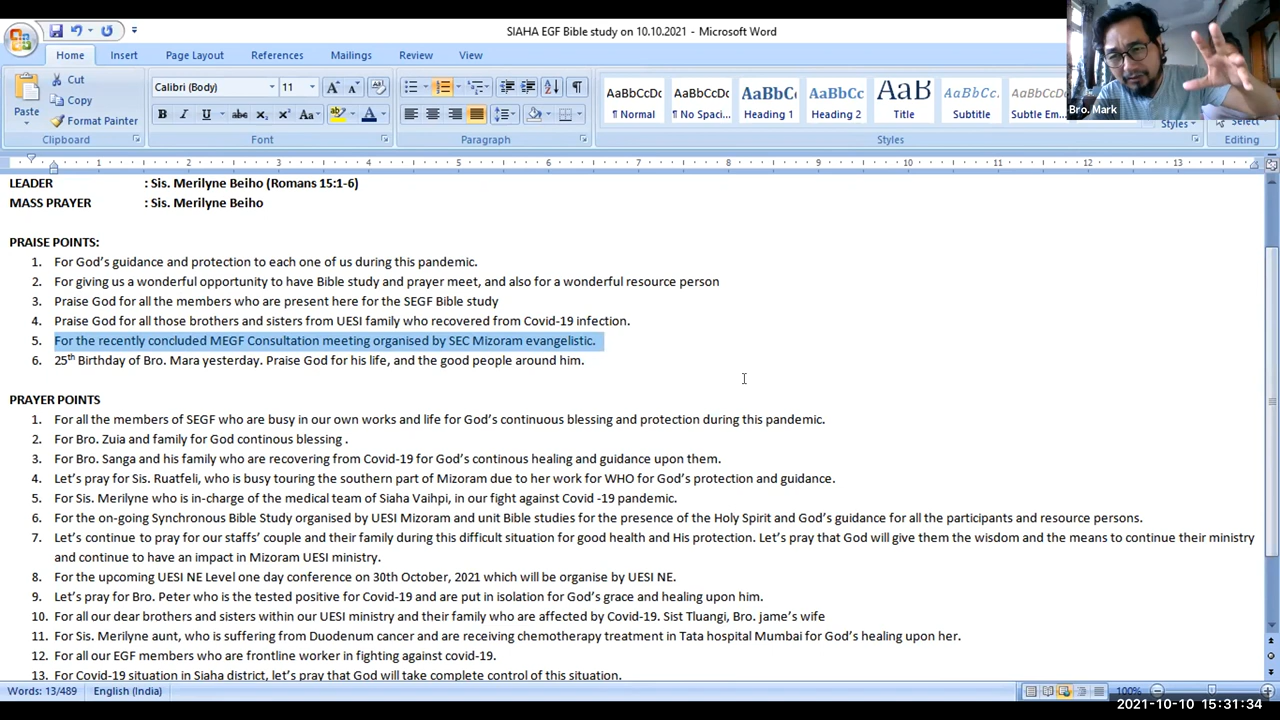 SIAHA EGF Bible study on 10.10.2021 - Microsoft Word
Home Insert Page Layout References Mailings Review View
Bro. Mark
Paste
Cut
Copy
Format Painter
Clipboard
Calibri (Body) 11
Font
Paragraph
AaBbCcDc AaBbCcDc AaBbCc AaBbCc AaB AaBbCc. AaBbCcDc
¶ Normal ¶ No Spaci... Heading 1 Heading 2 Title Subtitle Subtle Em...
Styles
Styles
Select
Editing
1 2 3 4 5 6 7 8 9 10 11 12 13
LEADER : Sis. Merilyne Beiho (Romans 15:1-6)
MASS PRAYER : Sis. Merilyne Beiho
PRAISE POINTS:
1. For God’s guidance and protection to each one of us during this pandemic.
2. For giving us a wonderful opportunity to have Bible study and prayer meet, and also for a wonderful resource person
3. Praise God for all the members who are present here for the SEGF Bible study
4. Praise God for all those brothers and sisters from UESI family who recovered from Covid-19 infection.
5. For the recently concluded MEGF Consultation meeting organised by SEC Mizoram evangelistic.
6. 25th Birthday of Bro. Mara yesterday. Praise God for his life, and the good people around him.
PRAYER POINTS
1. For all the members of SEGF who are busy in our own works and life for God’s continuous blessing and protection during this pandemic.
2. For Bro. Zuia and family for God continous blessing .
3. For Bro. Sanga and his family who are recovering from Covid-19 for God’s continous healing and guidance upon them.
4. Let’s pray for Sis. Ruatfeli, who is busy touring the southern part of Mizoram due to her work for WHO for God’s protection and guidance.
5. For Sis. Merilyne who is in-charge of the medical team of Siaha Vaihpi, in our fight against Covid -19 pandemic.
6. For the on-going Synchronous Bible Study organised by UESI Mizoram and unit Bible studies for the presence of the Holy Spirit and God’s guidance for all the participants and resource persons.
7. Let’s continue to pray for our staffs’ couple and their family during this difficult situation for good health and His protection. Let’s pray that God will give them the wisdom and the means to continue their ministry
and continue to have an impact in Mizoram UESI ministry.
8. For the upcoming UESI NE Level one day conference on 30th October, 2021 which will be organise by UESI NE.
9. Let’s pray for Bro. Peter who is the tested positive for Covid-19 and are put in isolation for God’s grace and healing upon him.
10. For all our dear brothers and sisters within our UESI ministry and their family who are affected by Covid-19. Sist Tluangi, Bro. jame’s wife
11. For Sis. Merilyne aunt, who is suffering from Duodenum cancer and are receiving chemotherapy treatment in Tata hospital Mumbai for God’s healing upon her.
12. For all our EGF members who are frontline worker in fighting against covid-19.
13. For Covid-19 situation in Siaha district, let’s pray that God will take complete control of this situation.
Words: 13/489 English (India) 100%
2021-10-10 15:31:34